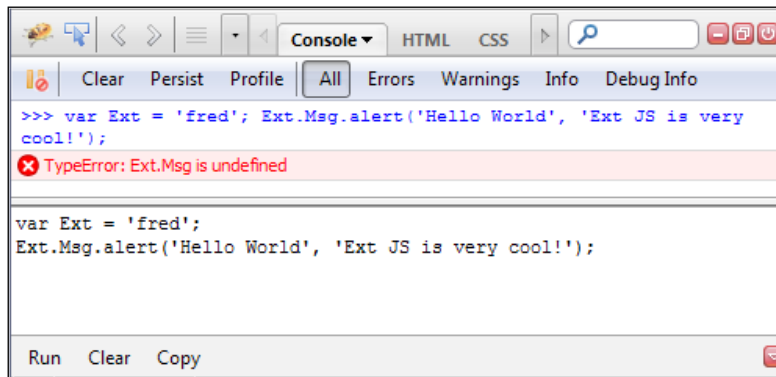 Console HTML CSS
Clear Persist Profile All Errors Warnings Info Debug Info
>>> var Ext = 'fred'; Ext.Msg.alert('Hello World', 'Ext JS is very
cool!');
TypeError: Ext.Msg is undefined
var Ext = 'fred';
Ext.Msg.alert('Hello World', 'Ext JS is very cool!');
Run Clear Copy